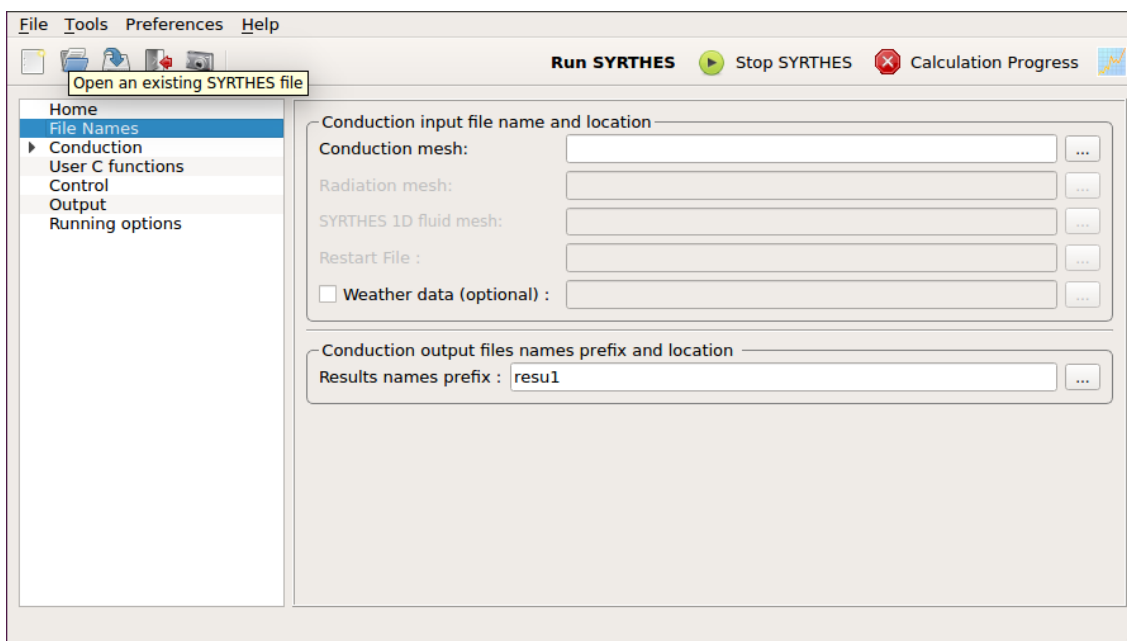 File Tools Preferences Help
Run SYRTHES Stop SYRTHES Calculation Progress
Open an existing SYRTHES file
Home
File Names
Conduction
User C functions
Control
Output
Running options
Conduction input file name and location
Conduction mesh: ...
Radiation mesh: ...
SYRTHES 1D fluid mesh: ...
Restart File : ...
Weather data (optional) : ...
Conduction output files names prefix and location
Results names prefix : resu1 ...